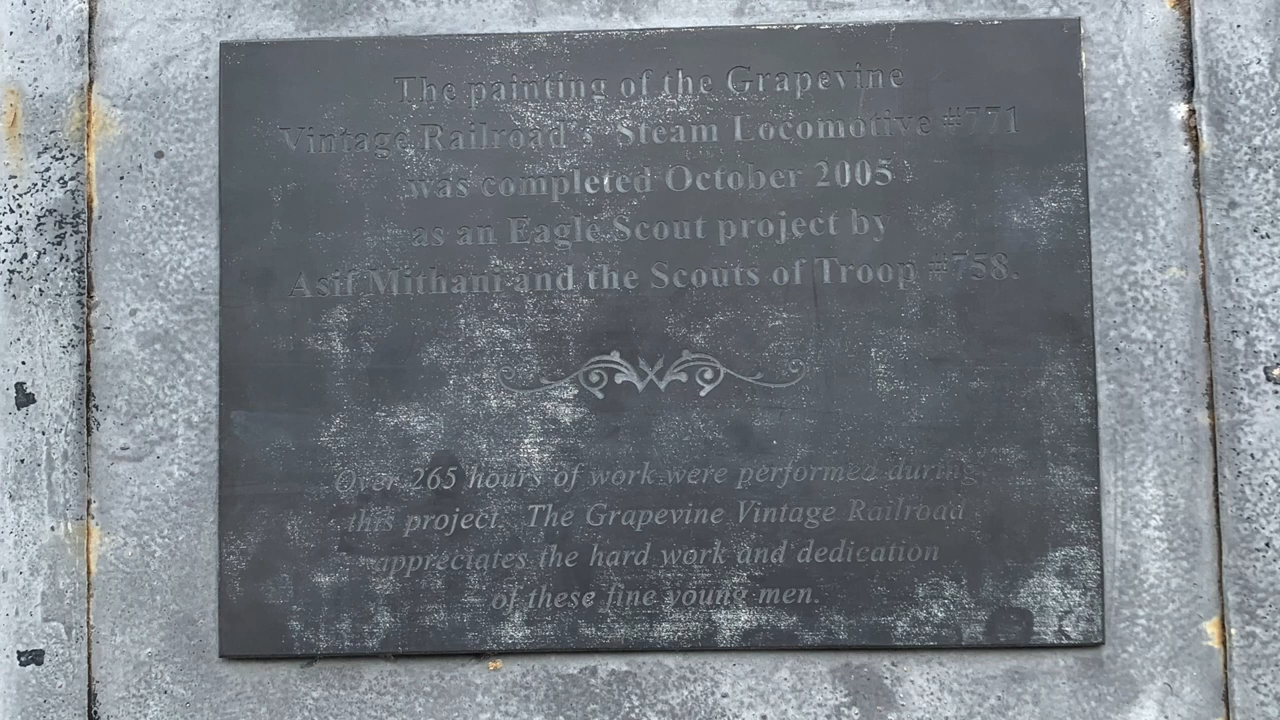 The painting of the Grapevine
Vintage Railroad's Steam Locomotive #771
was completed October 2005
as an Eagle Scout project by
Asif Mithani and the Scouts of Troop #758.
Over 265 hours of work were performed during
this project. The Grapevine Vintage Railroad
appreciates the hard work and dedication
of these fine young men.